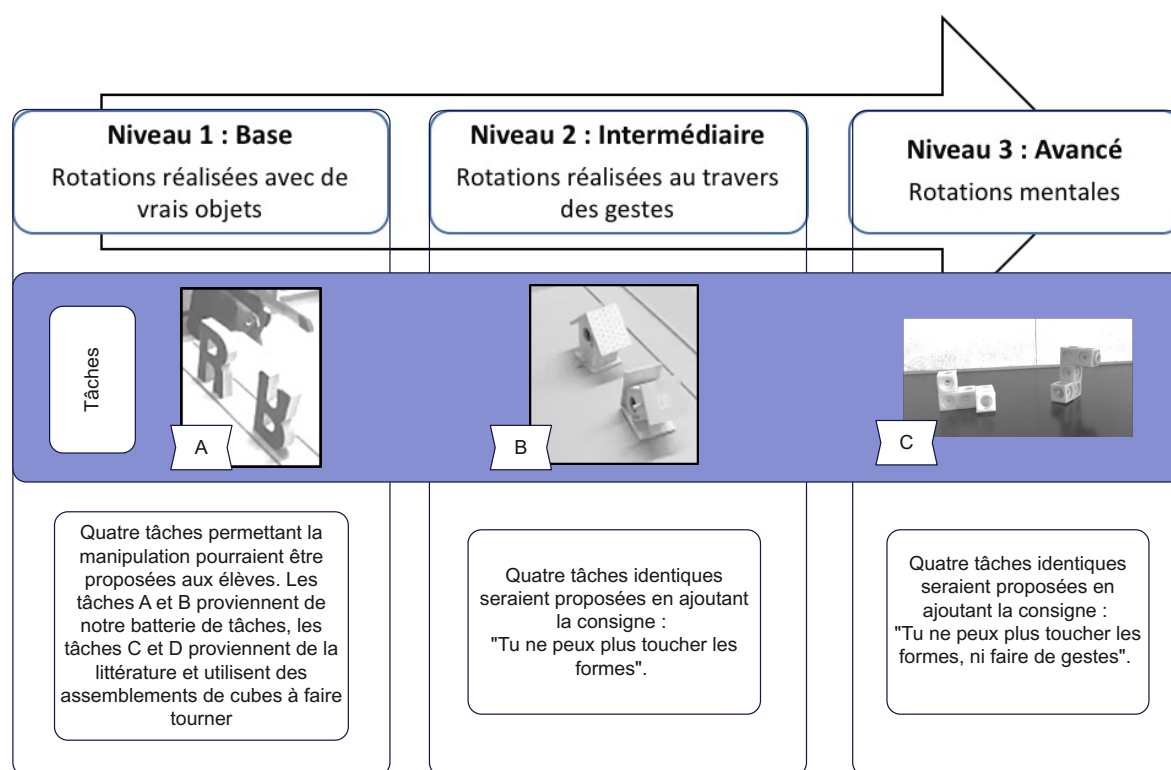 Niveau 1 : Base
Rotations réalisées avec de
vrais objets
Niveau 2 : Intermédiaire
Rotations réalisées au travers
des gestes
Niveau 3 : Avancé
Rotations mentales
Tâches
R
R
A
B
C
Quatre tâches permettant la
manipulation pourraient être
proposées aux élèves. Les
tâches A et B proviennent de
notre batterie de tâches, les
tâches C et D proviennent de la
littérature et utilisent des
assemblements de cubes à faire
tourner
Quatre tâches identiques
seraient proposées en ajoutant
la consigne :
"Tu ne peux plus toucher les
formes".
Quatre tâches identiques
seraient proposées en
ajoutant la consigne :
"Tu ne peux plus toucher les
formes, ni faire de gestes".